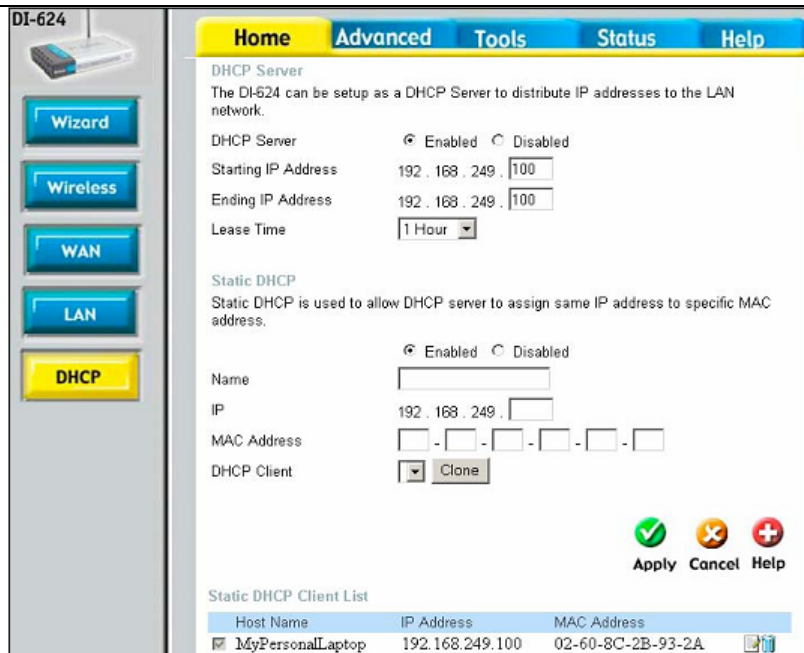 DI-624
Home Advanced Tools Status Help
Wizard
Wireless
WAN
LAN
DHCP
DHCP Server
The DI-624 can be setup as a DHCP Server to distribute IP addresses to the LAN
network.
DHCP Server Enabled Disabled
Starting IP Address 192 . 168 . 249 . 100
Ending IP Address 192 . 168 . 249 . 100
Lease Time 1 Hour
Static DHCP
Static DHCP is used to allow DHCP server to assign same IP address to specific MAC
address.
Enabled Disabled
Name
IP 192 . 168 . 249 .
MAC Address - - - - -
DHCP Client Clone
Apply Cancel Help
Static DHCP Client List
Host Name IP Address MAC Address
MyPersonalLaptop 192.168.249.100 02-60-8C-2B-93-2A